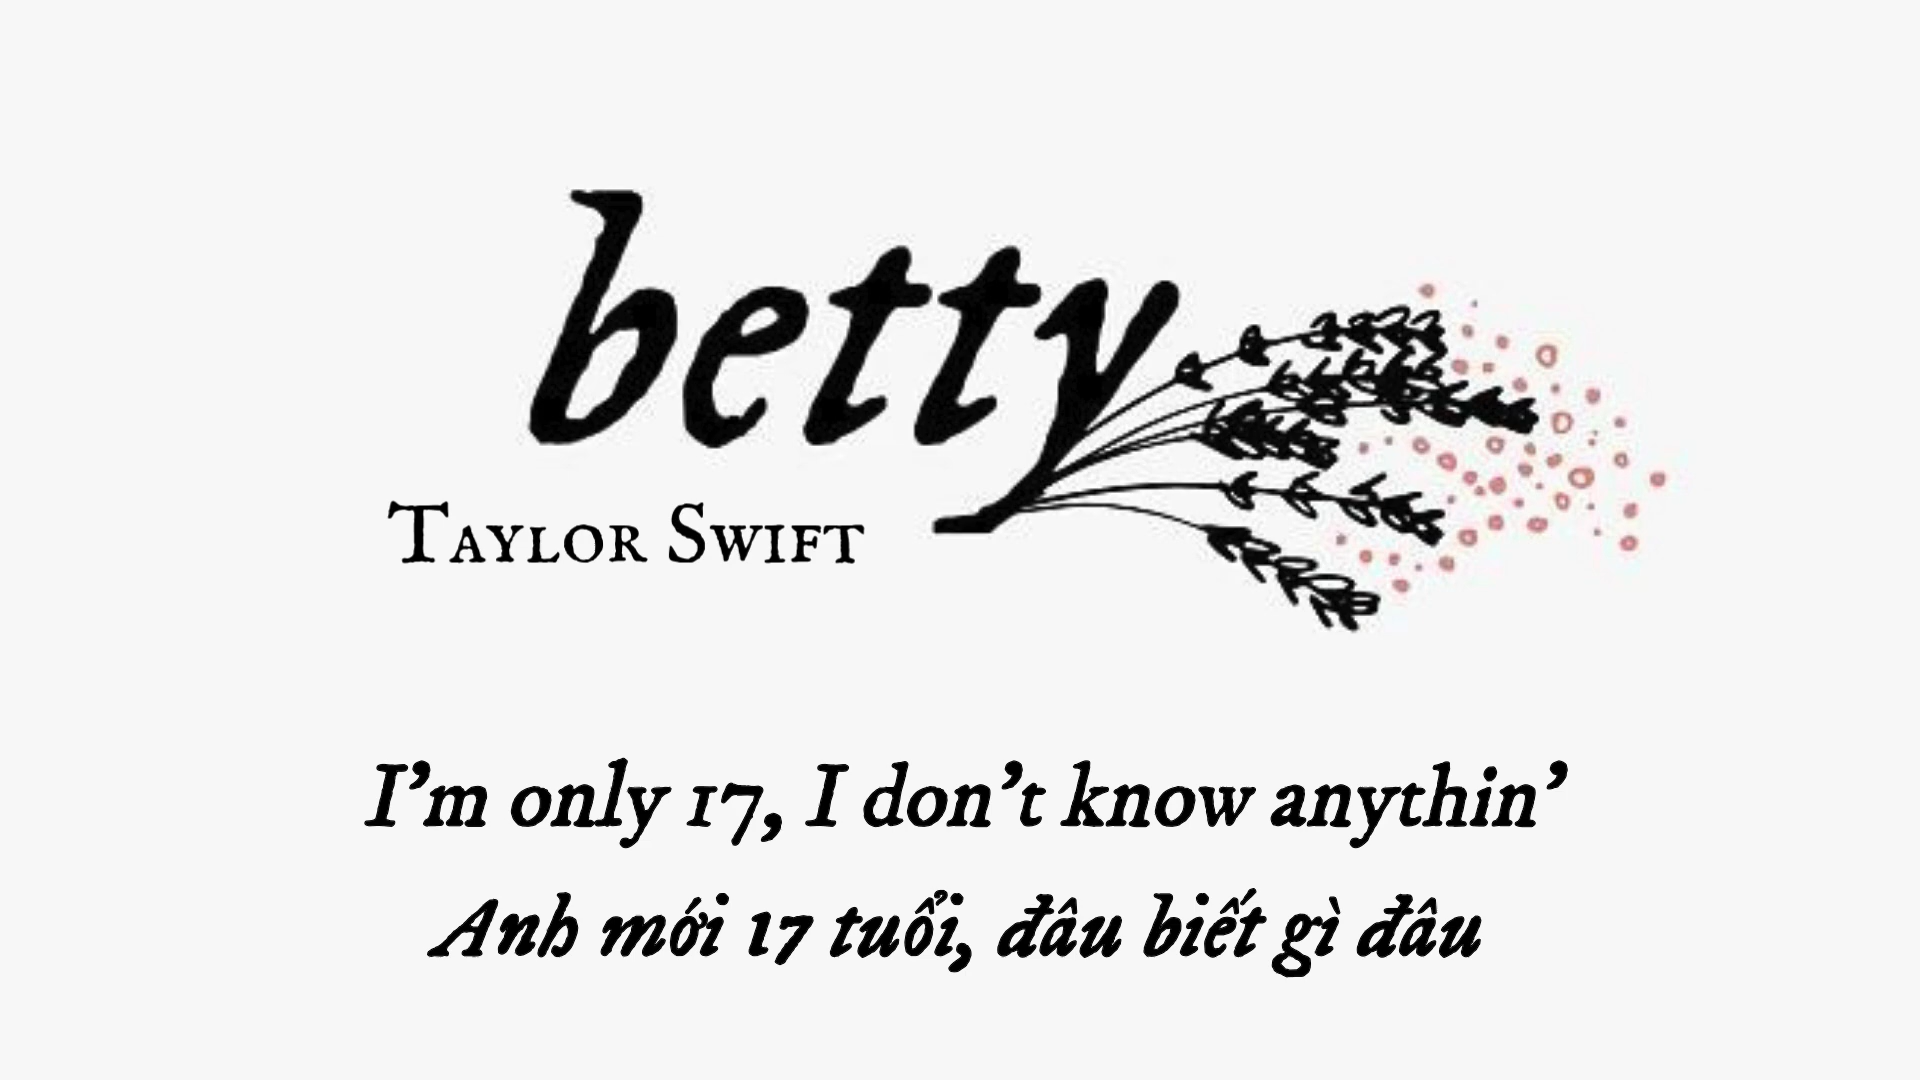 betty
Taylor Swift
I'm only 17, I don't know anythin'
Anh mới 17 tuổi, đâu biết gì đâu